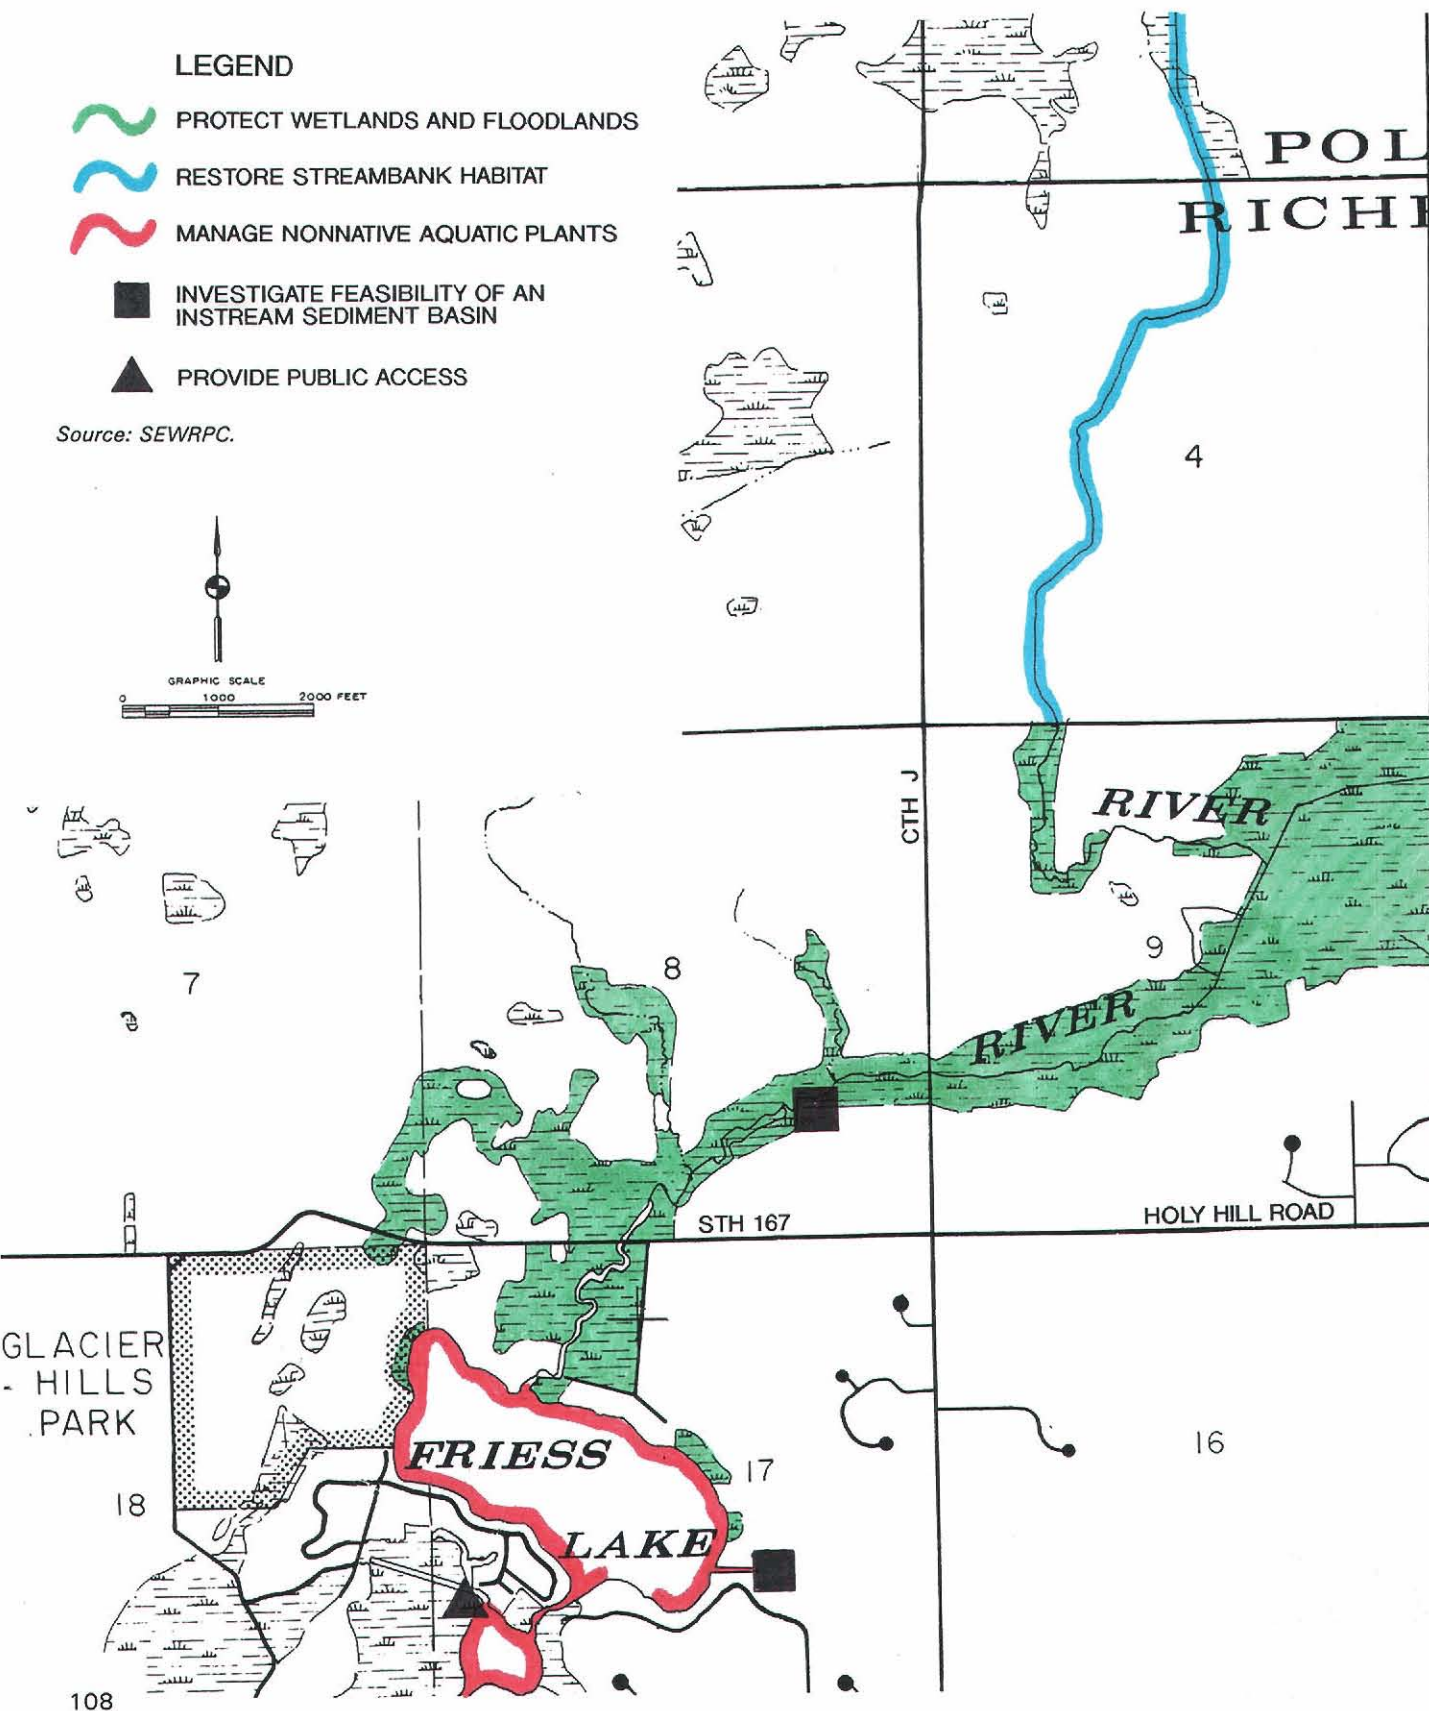 LEGEND
PROTECT WETLANDS AND FLOODLANDS
RESTORE STREAMBANK HABITAT
MANAGE NONNATIVE AQUATIC PLANTS
INVESTIGATE FEASIBILITY OF AN
INSTREAM SEDIMENT BASIN
PROVIDE PUBLIC ACCESS
Source: SEWRPC.
GRAPHIC SCALE
0 1000 2000 FEET
POL
RICH
4
CTH J
RIVER
9
8
7
RIVER
STH 167
HOLY HILL ROAD
GLACIER
HILLS
PARK
FRIESS
LAKE
17
16
18
108